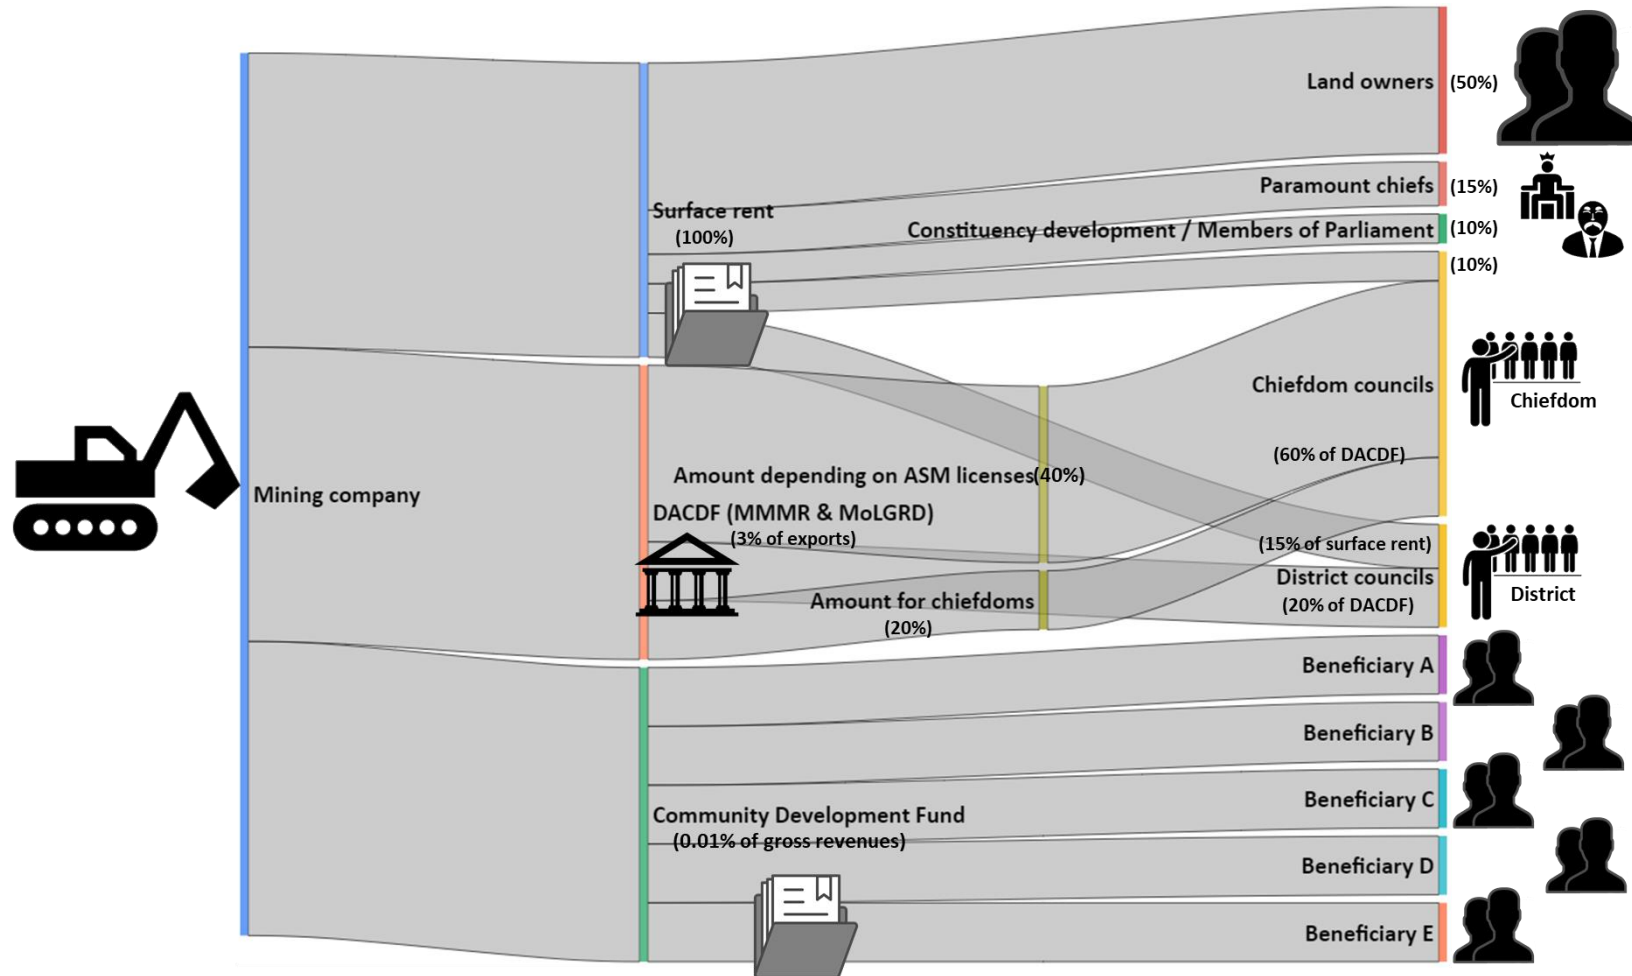 Land owners (50%)
Paramount chiefs (15%)
Surface rent
(100%)
Constituency development / Members of Parliament (10%)
(10%)
Chiefdom councils
Chiefdom
(60% of DACDF)
Mining company
Amount depending on ASM licenses(40%)
DACDF (MMMR & MoLGRD)
(3% of exports)
(15% of surface rent)
District councils
(20% of DACDF)
District
Amount for chiefdoms
(20%)
Beneficiary A
Beneficiary B
Beneficiary C
Community Development Fund
(0.01% of gross revenues)
Beneficiary D
Beneficiary E